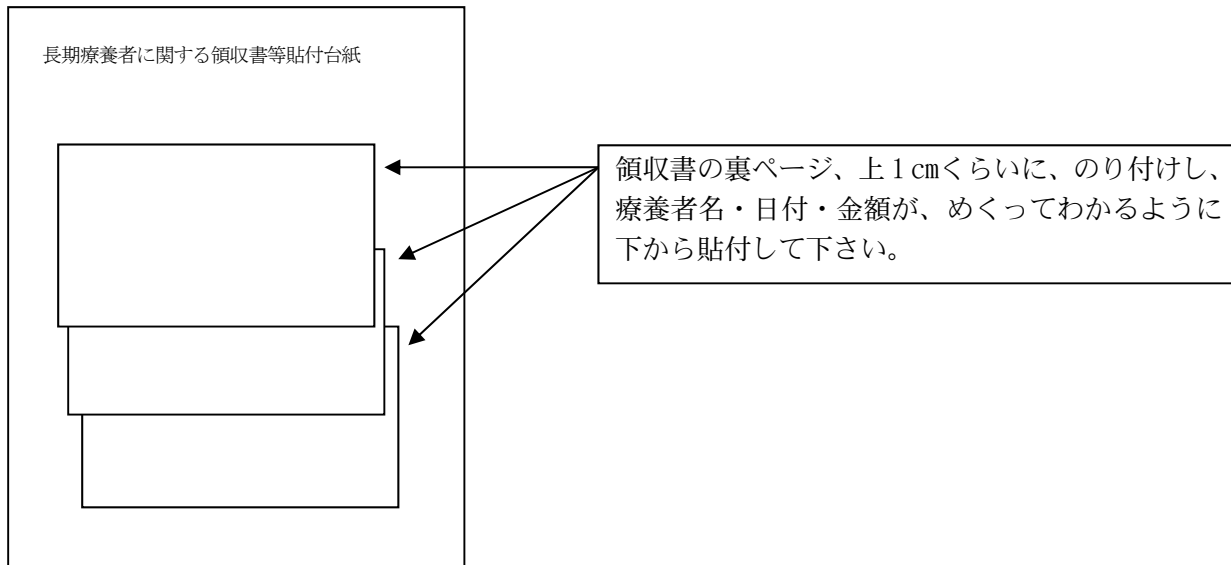 長期療養者に関する領収書等貼付台紙
領収書の裏ページ、上１㎝くらいに、のり付けし、
療養者名・日付・金額が、めくってわかるように
下から貼付して下さい。